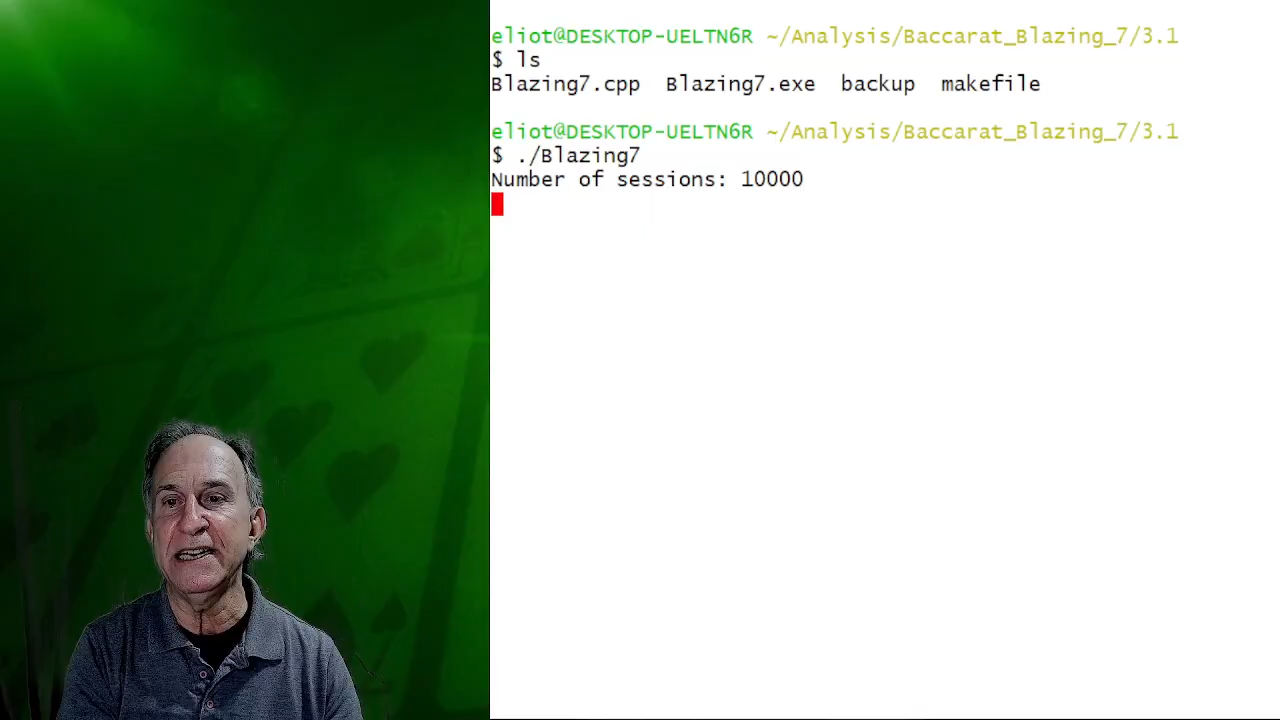 eliot@DESKTOP-UELTN6R ~/Analysis/Baccarat_Blazing_7/3.1
$ ls
Blazing7.cpp  Blazing7.exe  backup  makefile
eliot@DESKTOP-UELTN6R ~/Analysis/Baccarat_Blazing_7/3.1
$ ./Blazing7
Number of sessions: 10000